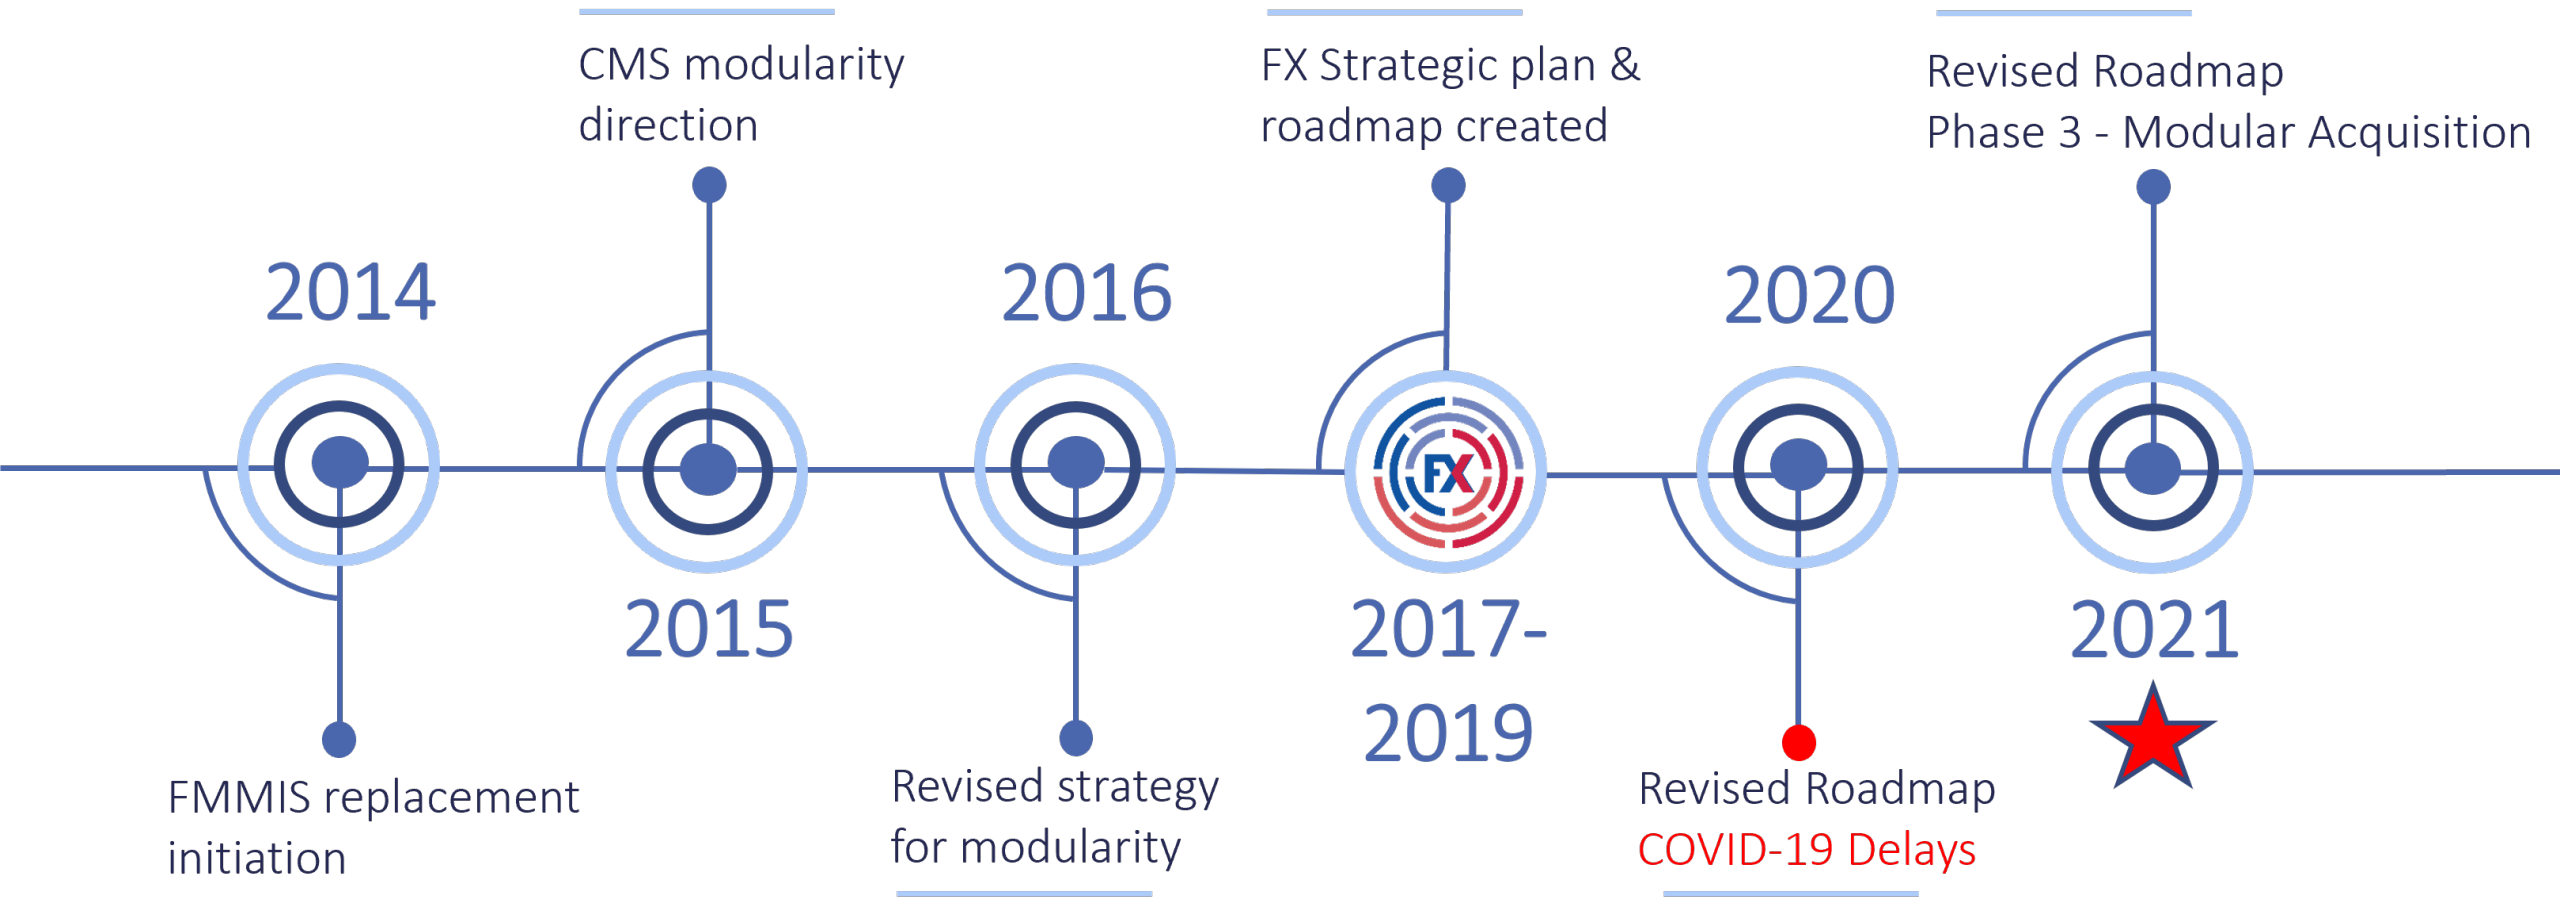 2014
FMMIS replacement
initiation
CMS modularity
direction
2015
2016
Revised strategy
for modularity
FX Strategic plan &
roadmap created
FX
2017-
2019
2020
Revised Roadmap
COVID-19 Delays
Revised Roadmap
Phase 3 - Modular Acquisition
2021